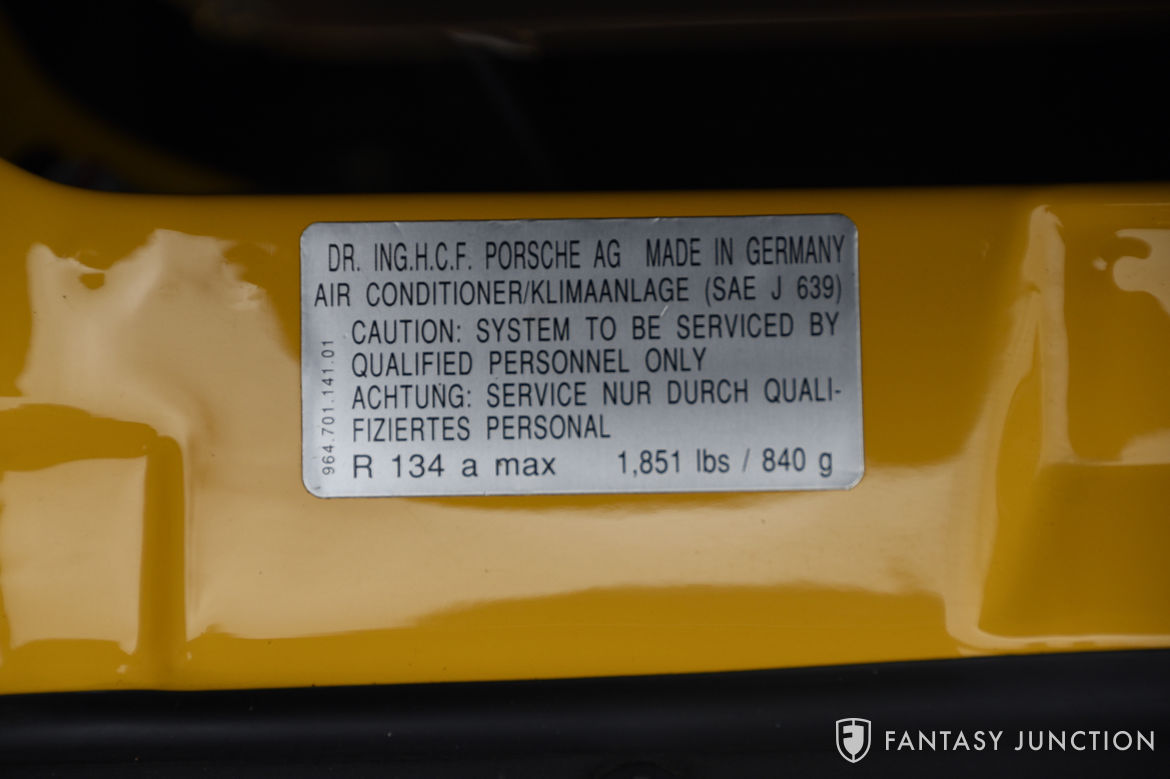 DR. ING.H.C.F. PORSCHE AG MADE IN GERMANY
AIR CONDITIONER/KLIMAANLAGE (SAE J 639)
CAUTION: SYSTEM TO BE SERVICED BY
QUALIFIED PERSONNEL ONLY
ACHTUNG: SERVICE NUR DURCH QUALI-
FIZIERTES PERSONAL
R 134 a max 1,851 lbs / 840 g
964.701.141.01
FANTASY JUNCTION